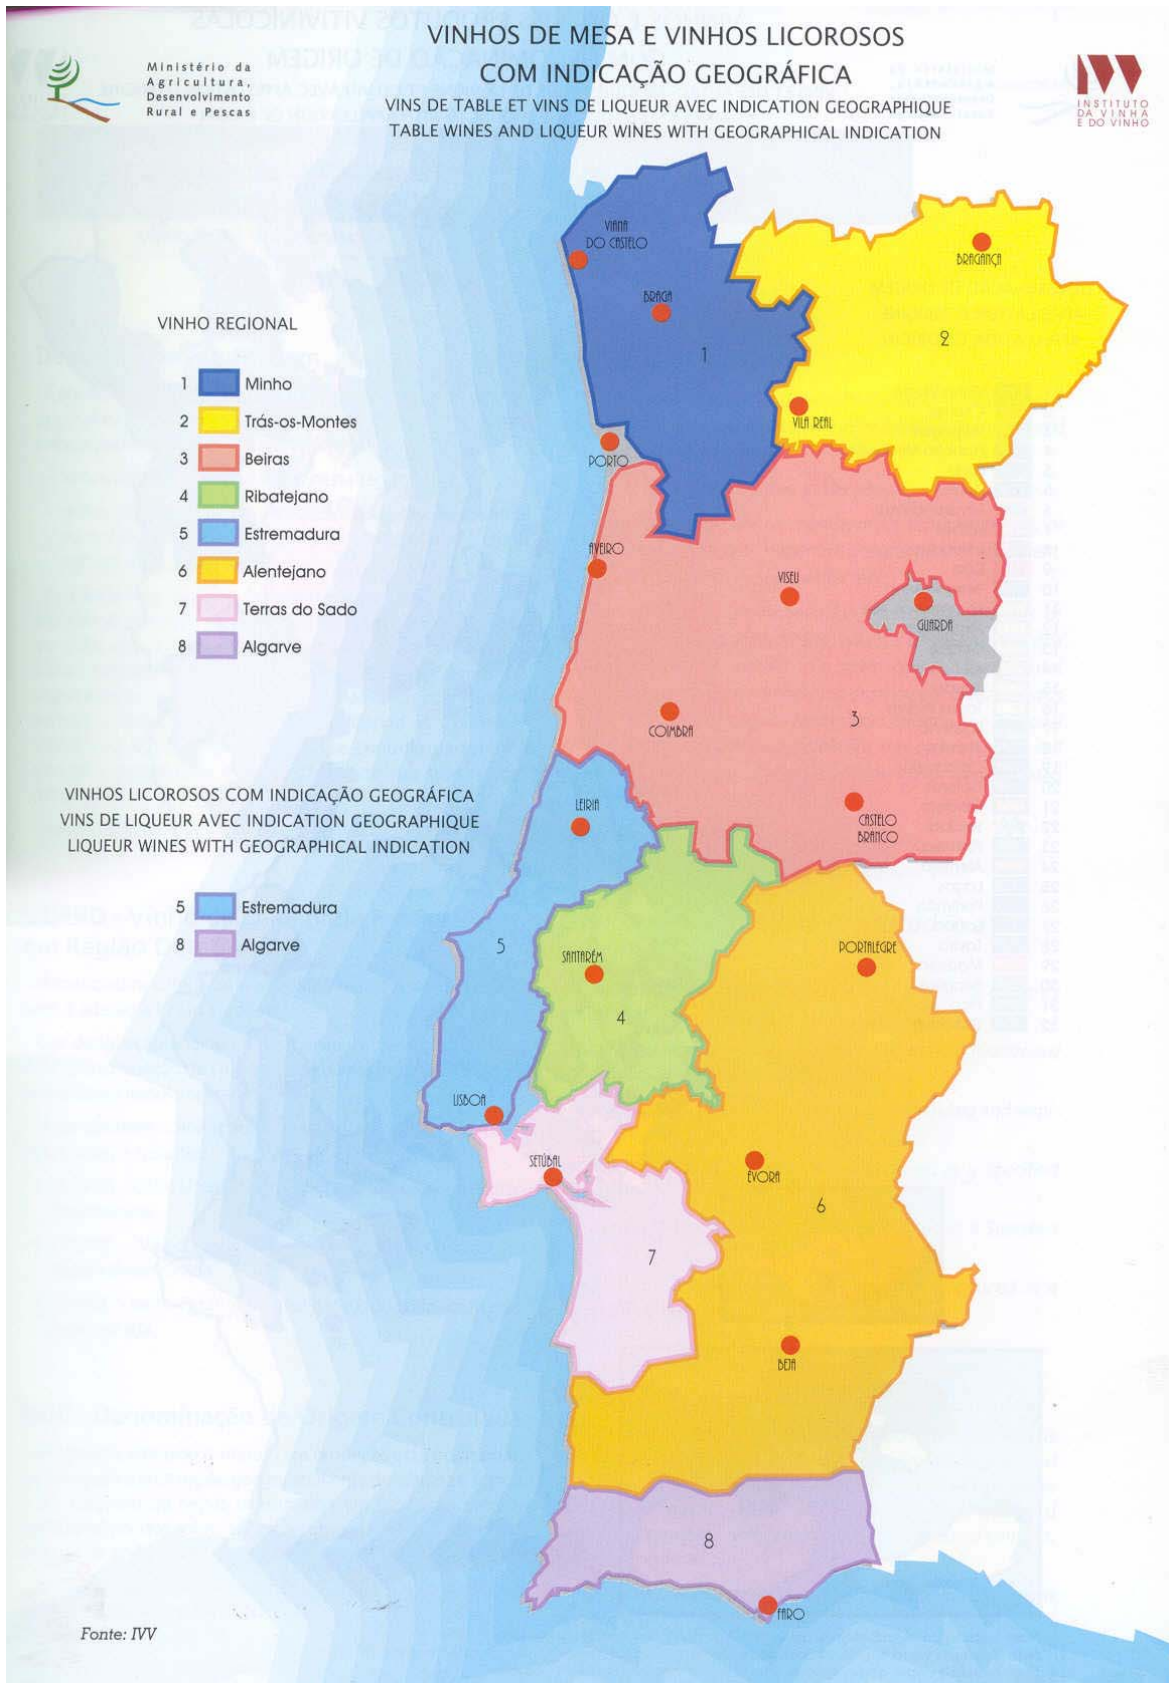 VINHOS DE MESA E VINHOS LICOROSOS
COM INDICAÇÃO GEOGRÁFICA
VINS DE TABLE ET VINS DE LIQUEUR AVEC INDICATION GEOGRAPHIQUE
TABLE WINES AND LIQUEUR WINES WITH GEOGRAPHICAL INDICATION
Ministério da
Agricultura,
Desenvolvimento
Rural e Pescas
IVV
INSTITUTO
DA VINHA
E DO VINHO
VINHO REGIONAL
1 Minho
2 Trás-os-Montes
3 Beiras
4 Ribatejano
5 Estremadura
6 Alentejano
7 Terras do Sado
8 Algarve
VINHOS LICOROSOS COM INDICAÇÃO GEOGRÁFICA
VINS DE LIQUEUR AVEC INDICATION GEOGRAPHIQUE
LIQUEUR WINES WITH GEOGRAPHICAL INDICATION
5 Estremadura
8 Algarve
VIANA
DO CASTELO
BRAGA
1
BRAGANÇA
2
VILA REAL
PORTO
AVEIRO
VISEU
GUARDA
COIMBRA
3
CASTELO
BRANCO
LEIRIA
5
SANTARÉM
4
PORTALEGRE
LISBOA
SETÚBAL
ÉVORA
6
7
BEJA
8
FARO
Fonte: IVV